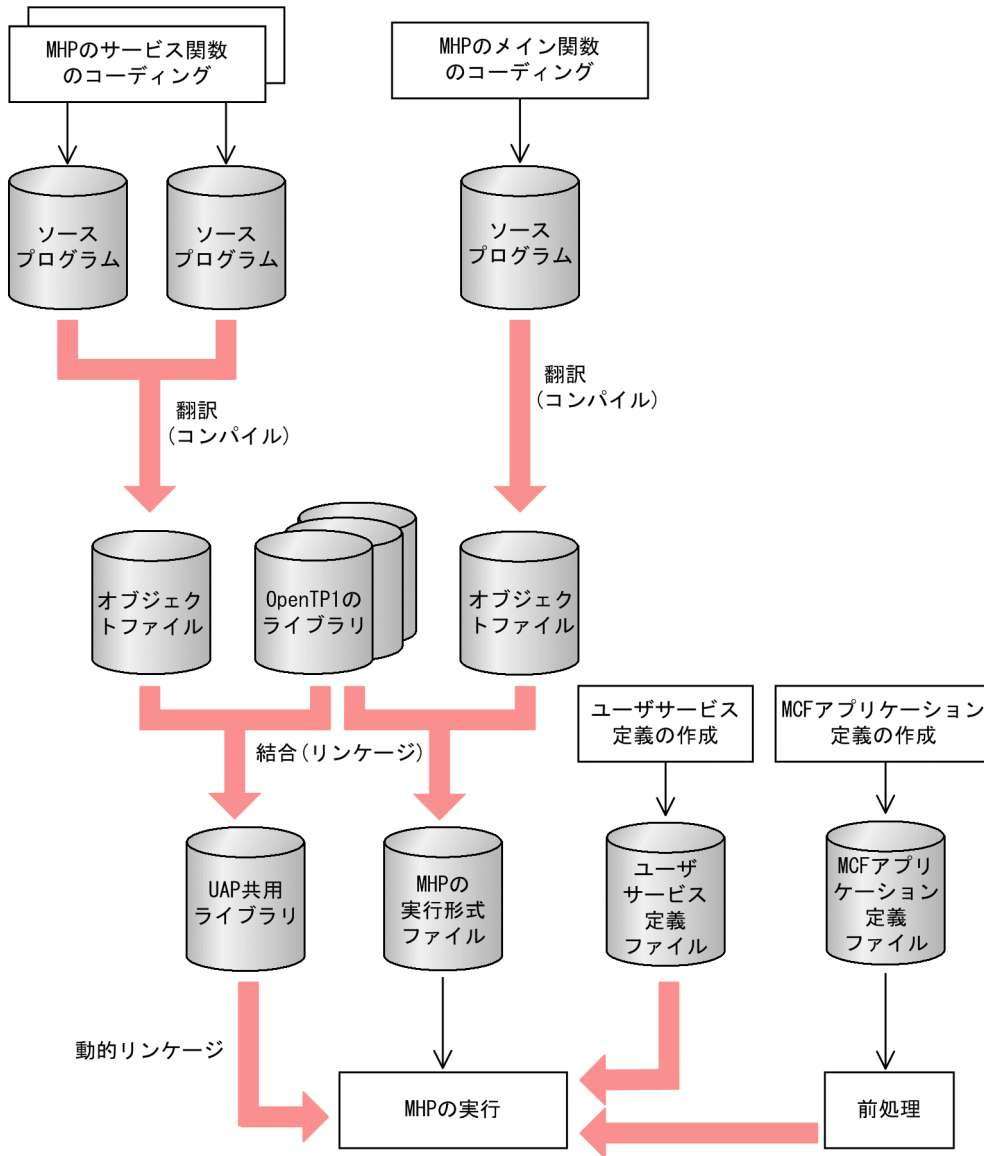 MHPのサービス関数
のコーディング
MHPのメイン関数
のコーディング
ソース
プログラム
ソース
プログラム
ソース
プログラム
翻訳
(コンパイル)
翻訳
(コンパイル)
オブジェク
トファイル
OpenTP1の
ライブラリ
オブジェク
トファイル
結合(リンケージ)
ユーザサービス
定義の作成
MCFアプリケーション
定義の作成
UAP共用
ライブラリ
MHPの
実行形式
ファイル
ユーザ
サービス
定義
ファイル
MCFアプリ
ケーション
定義
ファイル
動的リンケージ
MHPの実行
前処理